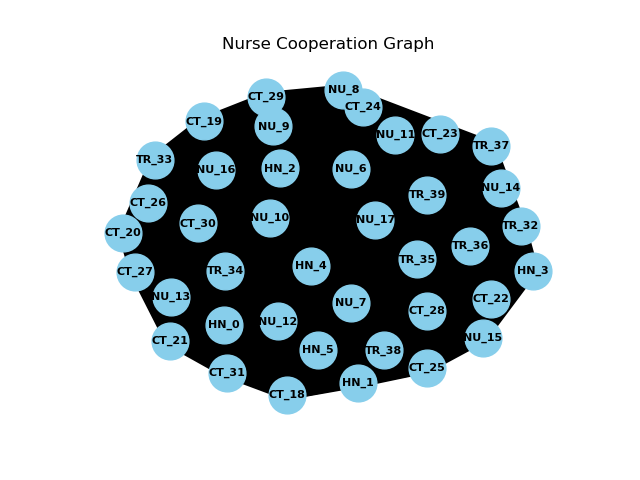 Nurse Cooperation Graph
NU_8
CT_29
CT_24
CT_19
NU_9
NU_11
CT_23
TR_37
TR_33
NU_16
HN_2
NU_6
NU_14
TR_39
CT_26
CT_30
NU_10
NU_17
TR_32
CT_20
TR_36
TR_35
HN_4
CT_27
TR_34
HN_3
NU_13
NU_7
CT_22
CT_28
HN_0
NU_12
CT_21
NU_15
HN_5
TR_38
CT_31
CT_25
HN_1
CT_18